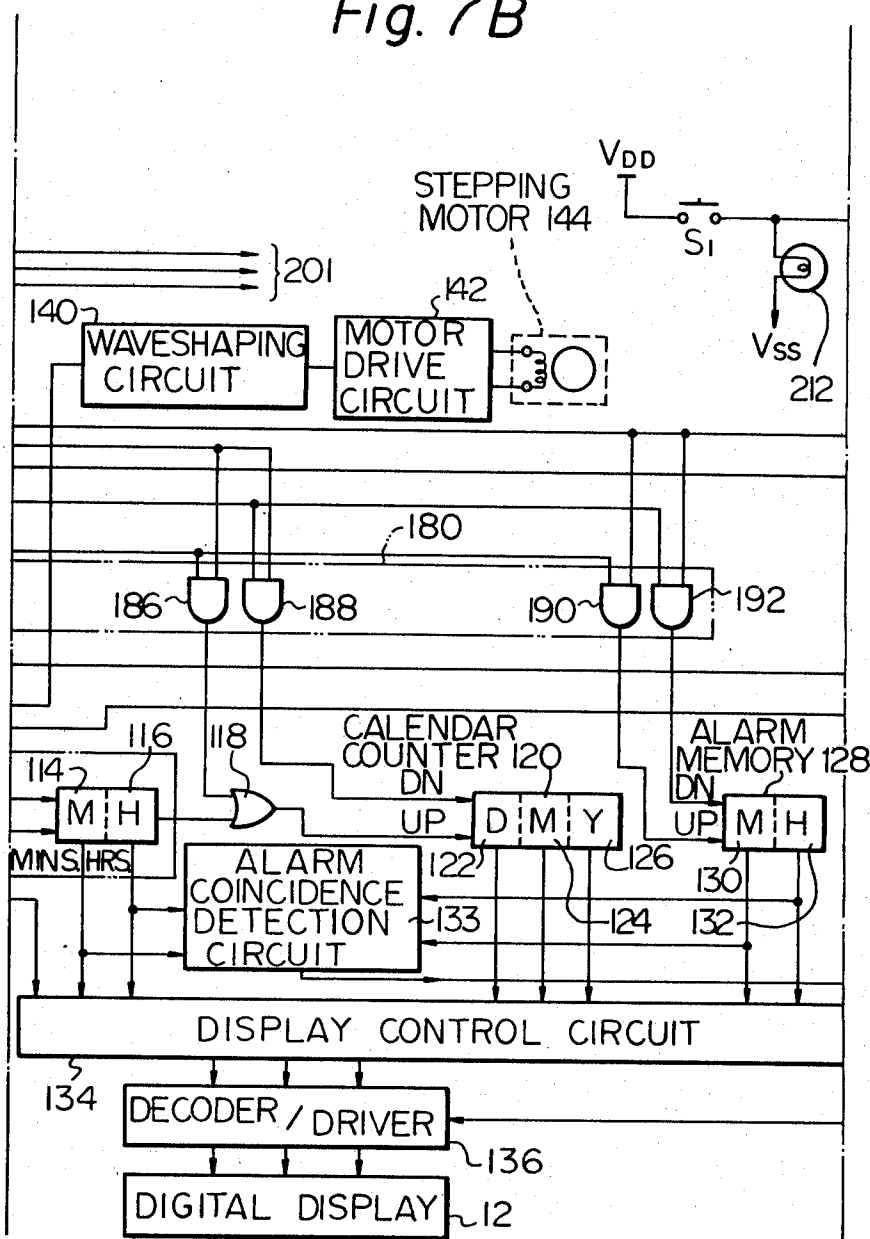 Fig. 7B
VDD
STEPPING
MOTOR 144
S1
201
142
140
WAVESHAPING
CIRCUIT
MOTOR
DRIVE
CIRCUIT
VSS
212
180
186
188
190
192
CALENDAR
COUNTER 120
ALARM
MEMORY 128
116
118
114
DN
DN
M H
UP
D M Y
UP
M H
MINS. HRS.
122
126
130
ALARM
COINCIDENCE
DETECTION
CIRCUIT
133
124
132
DISPLAY CONTROL CIRCUIT
134
DECODER / DRIVER
136
DIGITAL DISPLAY
12